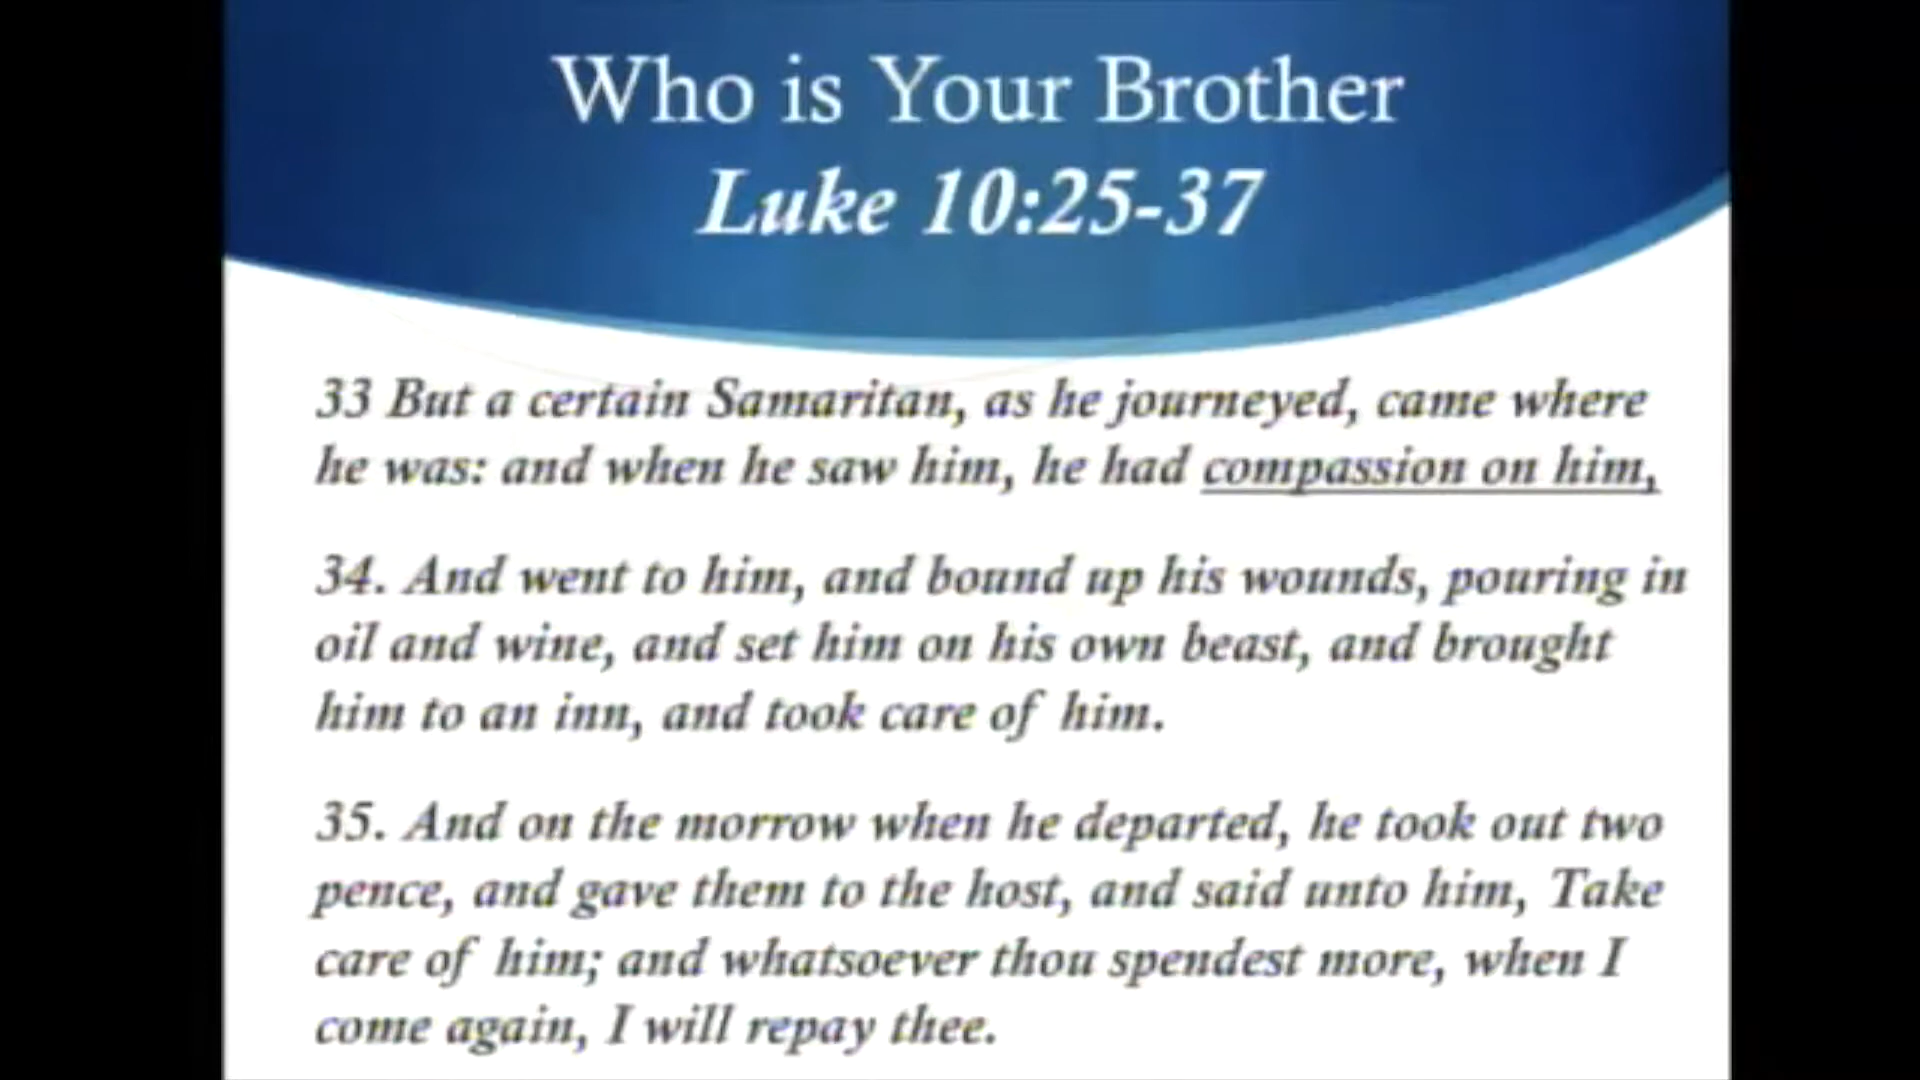 Who is Your Brother
Luke 10:25-37
33 But a certain Samaritan, as he journeyed, came where
he was: and when he saw him, he had compassion on him,
34. And went to him, and bound up his wounds, pouring in
oil and wine, and set him on his own beast, and brought
him to an inn, and took care of him.
35. And on the morrow when he departed, he took out two
pence, and gave them to the host, and said unto him, Take
care of him; and whatsoever thou spendest more, when I
come again, I will repay thee.